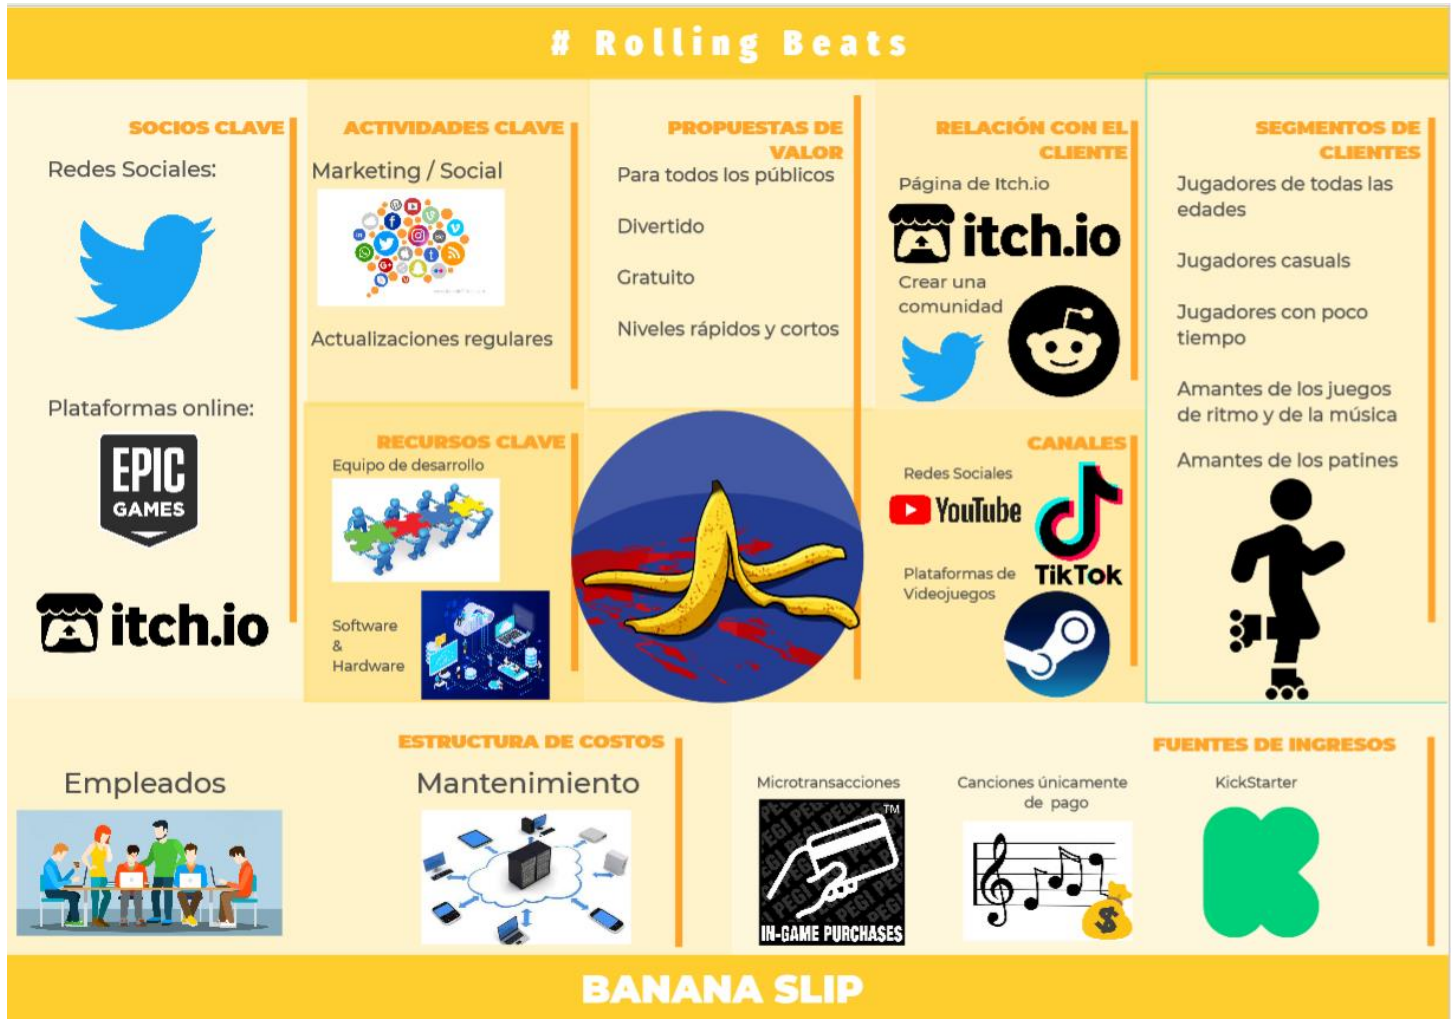 # Rolling Beats
SOCIOS CLAVE
Redes Sociales:
Plataformas online:
EPIC
GAMES
itch.io
ACTIVIDADES CLAVE
Marketing / Social
Actualizaciones regulares
RECURSOS CLAVE
Equipo de desarrollo
Software
&
Hardware
PROPUESTAS DE
VALOR
Para todos los públicos
Divertido
Gratuito
Niveles rápidos y cortos
RELACIÓN CON EL
CLIENTE
Página de Itch.io
itch.io
Crear una
comunidad
CANALES
Redes Sociales
YouTube
TikTok
Plataformas de
Videojuegos
SEGMENTOS DE
CLIENTES
Jugadores de todas las
edades
Jugadores casuals
Jugadores con poco
tiempo
Amantes de los juegos
de ritmo y de la música
Amantes de los patines
ESTRUCTURA DE COSTOS
Empleados
Mantenimiento
FUENTES DE INGRESOS
Microtransacciones
TM
IN-GAME PURCHASES
Canciones únicamente
de pago
KickStarter
BANANA SLIP